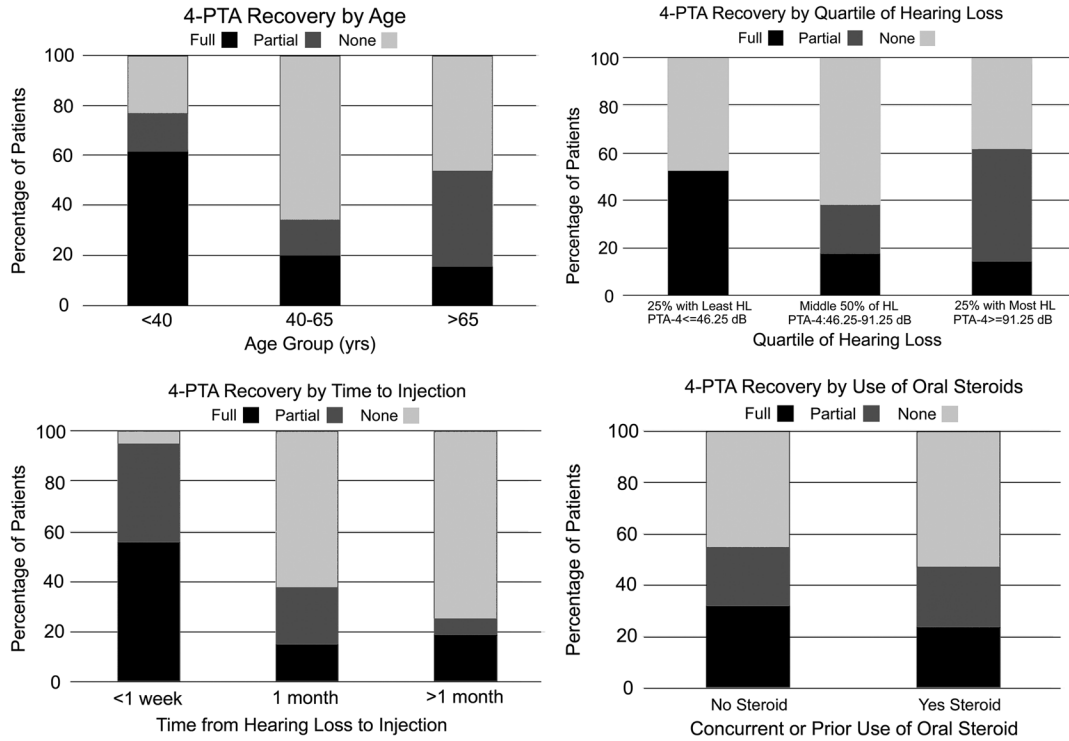 4-PTA Recovery by Age
Full Partial None
Percentage of Patients
100
80
60
40
20
0
<40 40-65 >65
Age Group (yrs)
4-PTA Recovery by Quartile of Hearing Loss
Full Partial None
Percentage of Patients
100
80
60
40
20
0
25% with Least HL Middle 50% of HL 25% with Most HL
PTA-4<=46.25 dB PTA-4:46.25-91.25 dB PTA-4>=91.25 dB
Quartile of Hearing Loss
4-PTA Recovery by Time to Injection
Full Partial None
Percentage of Patients
100
80
60
40
20
0
<1 week 1 month >1 month
Time from Hearing Loss to Injection
4-PTA Recovery by Use of Oral Steroids
Full Partial None
Percentage of Patients
100
80
60
40
20
0
No Steroid Yes Steroid
Concurrent or Prior Use of Oral Steroid